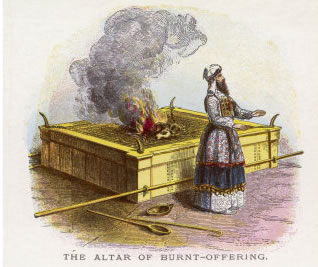 THE ALTAR OF BURNT-OFFERING.